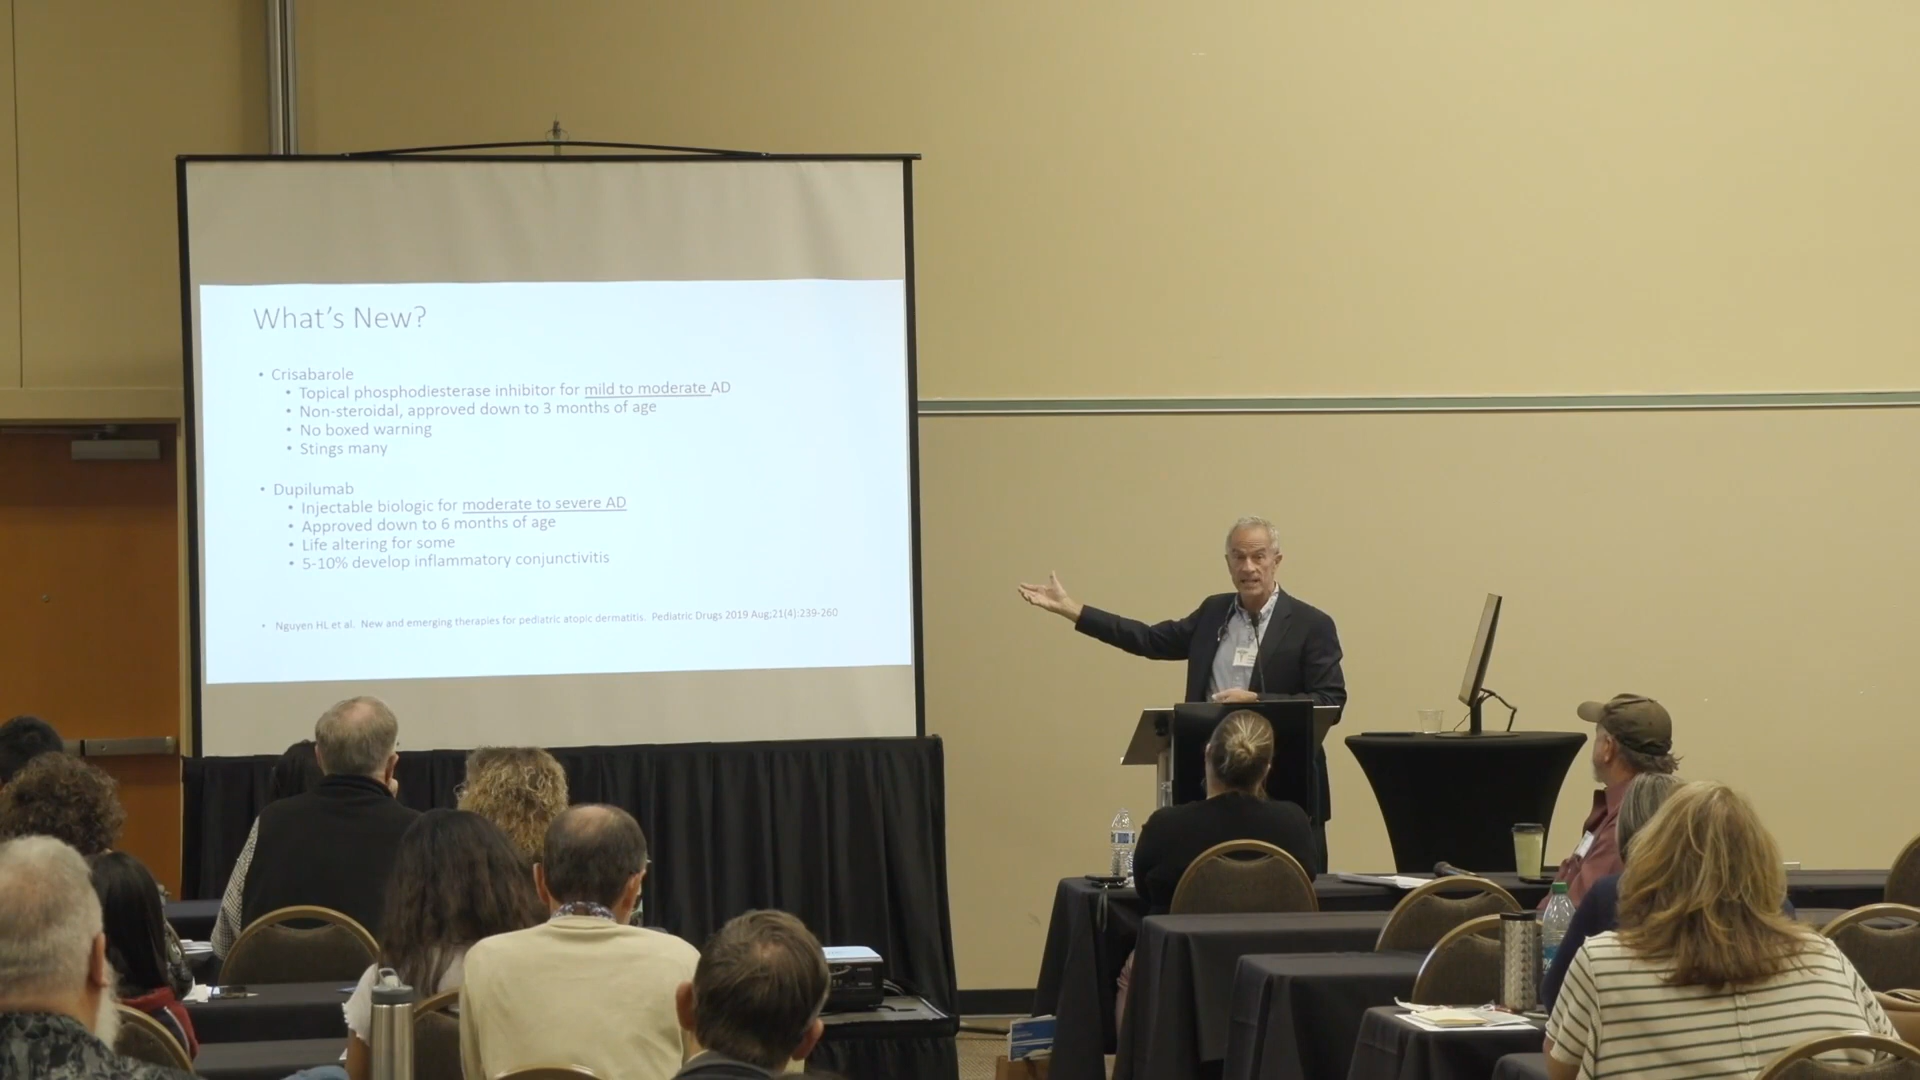 What's New?
• Crisabarole
• Topical phosphodiesterase inhibitor for mild to moderate AD
• Non-steroidal, approved down to 3 months of age
• No boxed warning
• Stings many
• Dupilumab
• Injectable biologic for moderate to severe AD
• Approved down to 6 months of age
• Life altering for some
• 5-10% develop inflammatory conjunctivitis
• Nguyen HL et al. New and emerging therapies for pediatric atopic dermatitis. Pediatric Drugs 2019 Aug;21(4):239-260